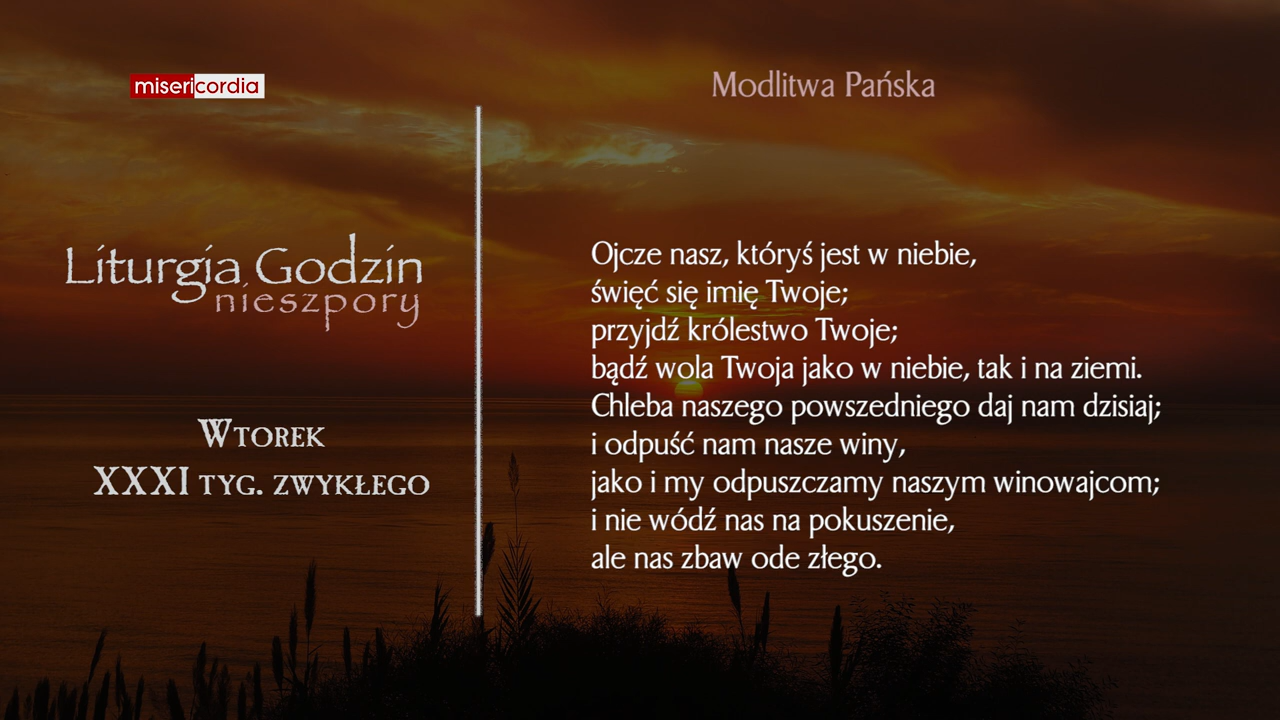 misericordia
Liturgia Godzin
nieszpory
Wtorek
XXXI tyg. zwykłego
Modlitwa Pańska
Ojcze nasz, któryś jest w niebie,
święć się imię Twoje;
przyjdź królestwo Twoje;
bądź wola Twoja jako w niebie, tak i na ziemi.
Chleba naszego powszedniego daj nam dzisiaj;
i odpuść nam nasze winy,
jako i my odpuszczamy naszym winowajcom;
i nie wódź nas na pokuszenie,
ale nas zbaw ode złego.